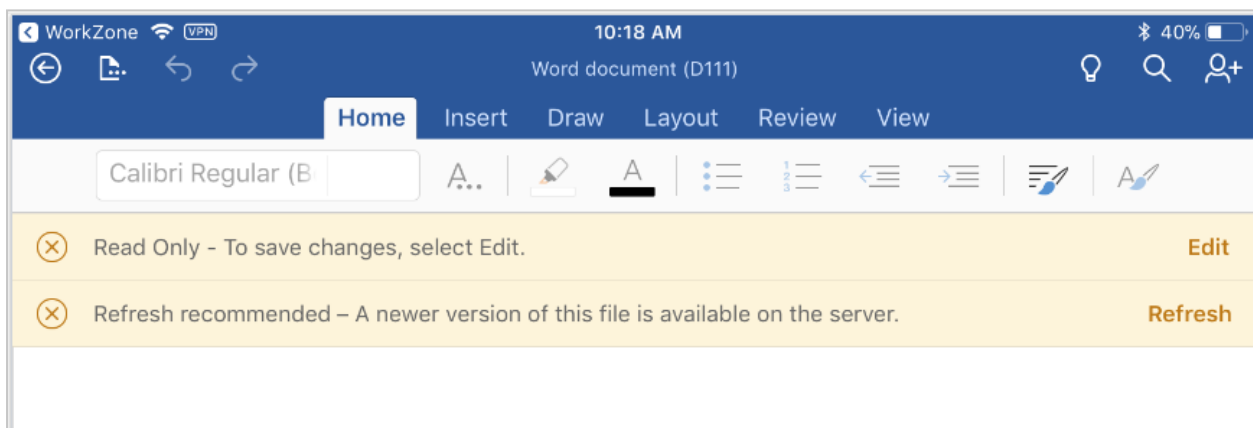 WorkZone VPN 10:18 AM 40%
Word document (D111)
Home Insert Draw Layout Review View
Calibri Regular (B A... A A
Read Only - To save changes, select Edit. Edit
Refresh recommended – A newer version of this file is available on the server. Refresh